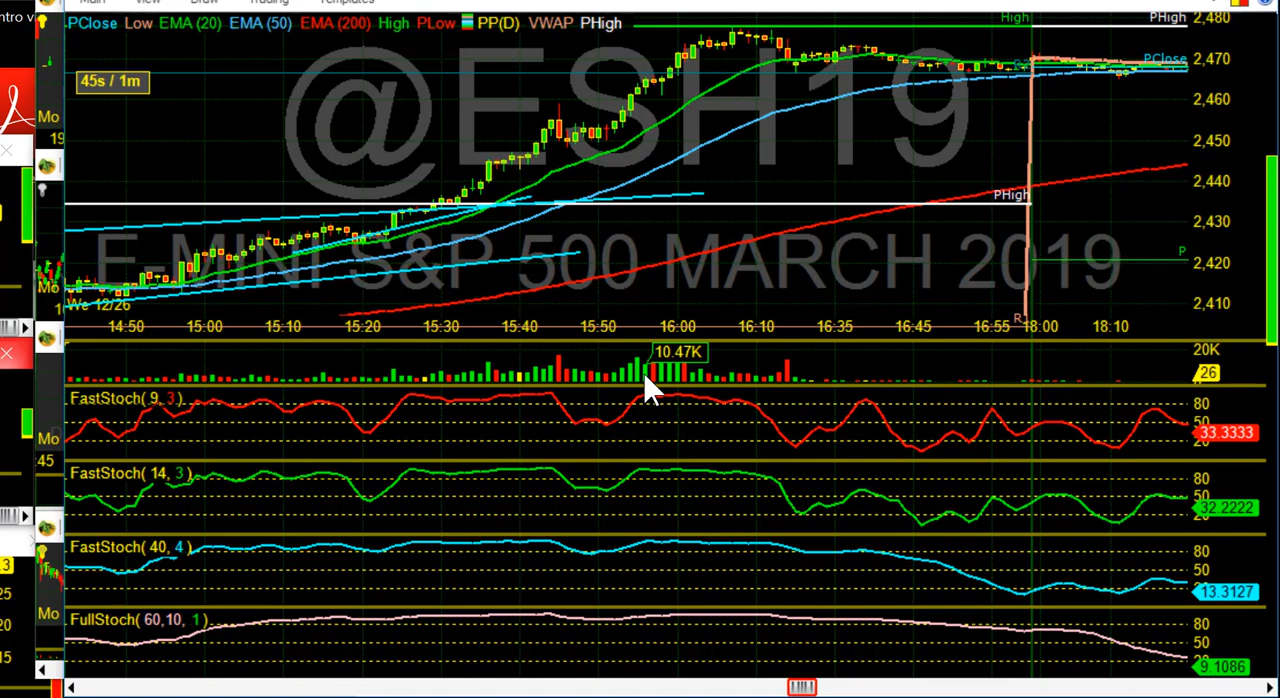 ntro v
PClose Low EMA (20) EMA (50) EMA (200) High PLow PP(D) VWAP PHigh
High PHigh 2,480
PClose 2,470
45s / 1m
@ESH19
2,460
Mo
19
2,450
2,440
PHigh
2,430
E-MINI S&P 500 MARCH 2019
P
2,420
Mo
We 12/26
2,410
R
14:50 15:00 15:10 15:20 15:30 15:40 15:50 16:00 16:10 16:35 16:45 16:55 18:00 18:10
10.47K
20K
26
FastStoch( 9, 3)
80
50
20
33.3333
Mo
45
FastStoch( 14, 3)
80
50
20
32.2222
FastStoch( 40, 4)
80
50
13.3127
.3
25
Mo
FullStoch( 60,10, 1)
80
50
20
9.1086
15